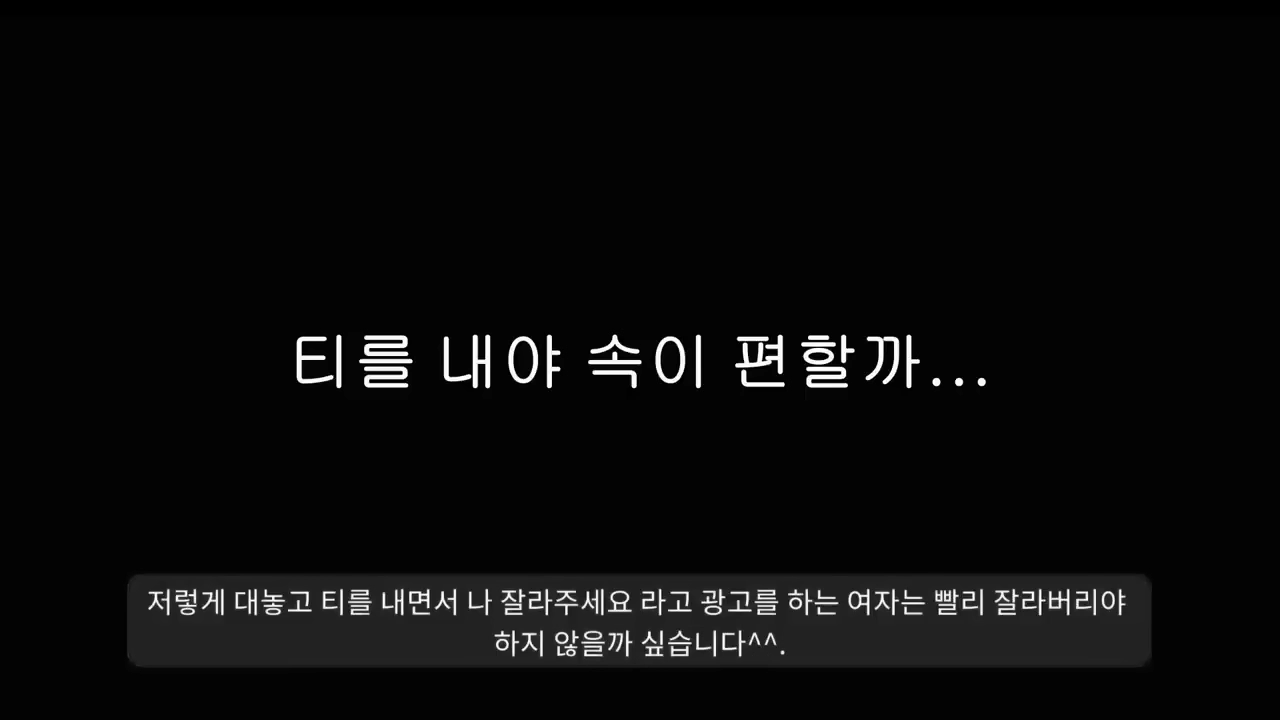 티를 내야 속이 편할까...
저렇게 대놓고 티를 내면서 나 잘라주세요 라고 광고를 하는 여자는 빨리 잘라버리야
하지 않을까 싶습니다^^.